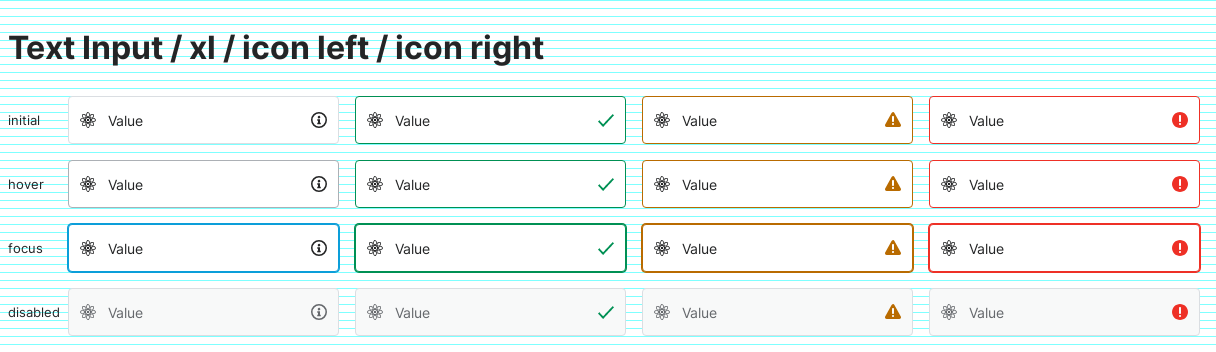 Text Input / xl / icon left / icon right
initial Value Value Value Value
hover Value Value Value Value
focus Value Value Value Value
disabled Value Value Value Value